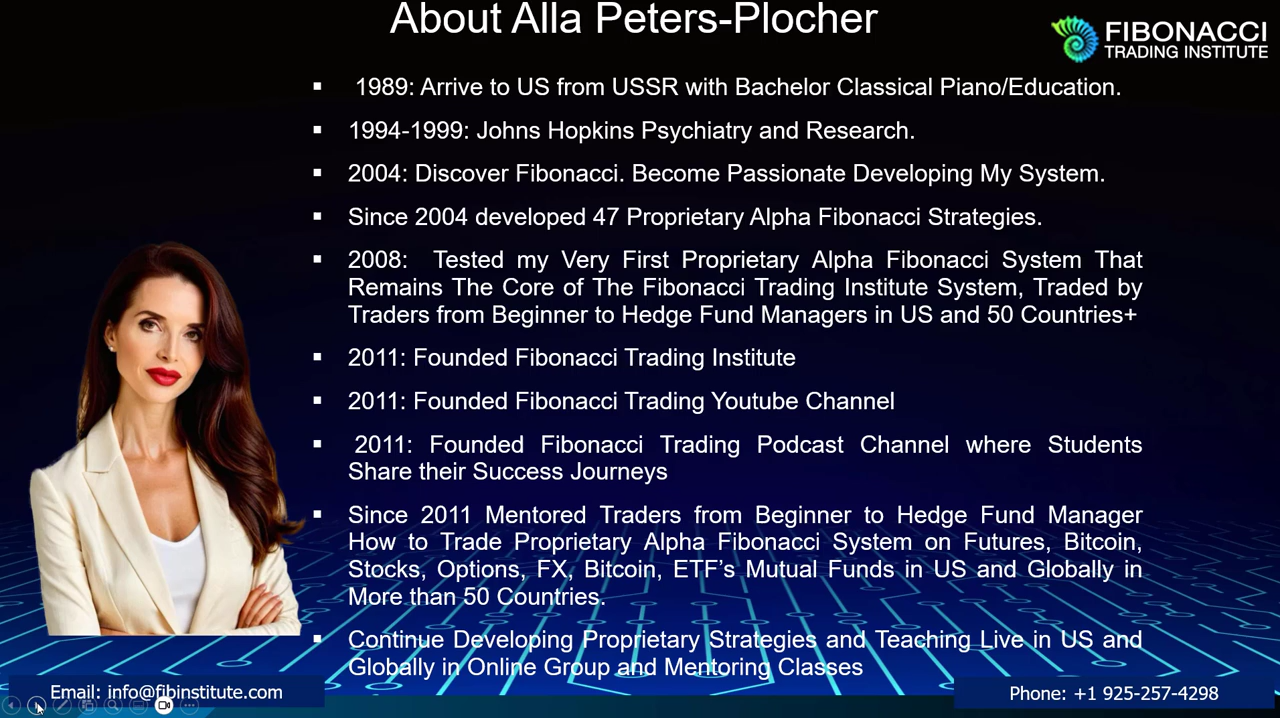 About Alla Peters-Plocher
FIBONACCI
TRADING INSTITUTE
1989: Arrive to US from USSR with Bachelor Classical Piano/Education.
1994-1999: Johns Hopkins Psychiatry and Research.
2004: Discover Fibonacci. Become Passionate Developing My System.
Since 2004 developed 47 Proprietary Alpha Fibonacci Strategies.
2008: Tested my Very First Proprietary Alpha Fibonacci System That
Remains The Core of The Fibonacci Trading Institute System, Traded by
Traders from Beginner to Hedge Fund Managers in US and 50 Countries+
2011: Founded Fibonacci Trading Institute
2011: Founded Fibonacci Trading Youtube Channel
2011: Founded Fibonacci Trading Podcast Channel where Students
Share their Success Journeys
Since 2011 Mentored Traders from Beginner to Hedge Fund Manager
How to Trade Proprietary Alpha Fibonacci System on Futures, Bitcoin,
Stocks, Options, FX, Bitcoin, ETF’s Mutual Funds in US and Globally in
More than 50 Countries.
Continue Developing Proprietary Strategies and Teaching Live in US and
Globally in Online Group and Mentoring Classes
Email: info@fibinstitute.com
Phone: +1 925-257-4298